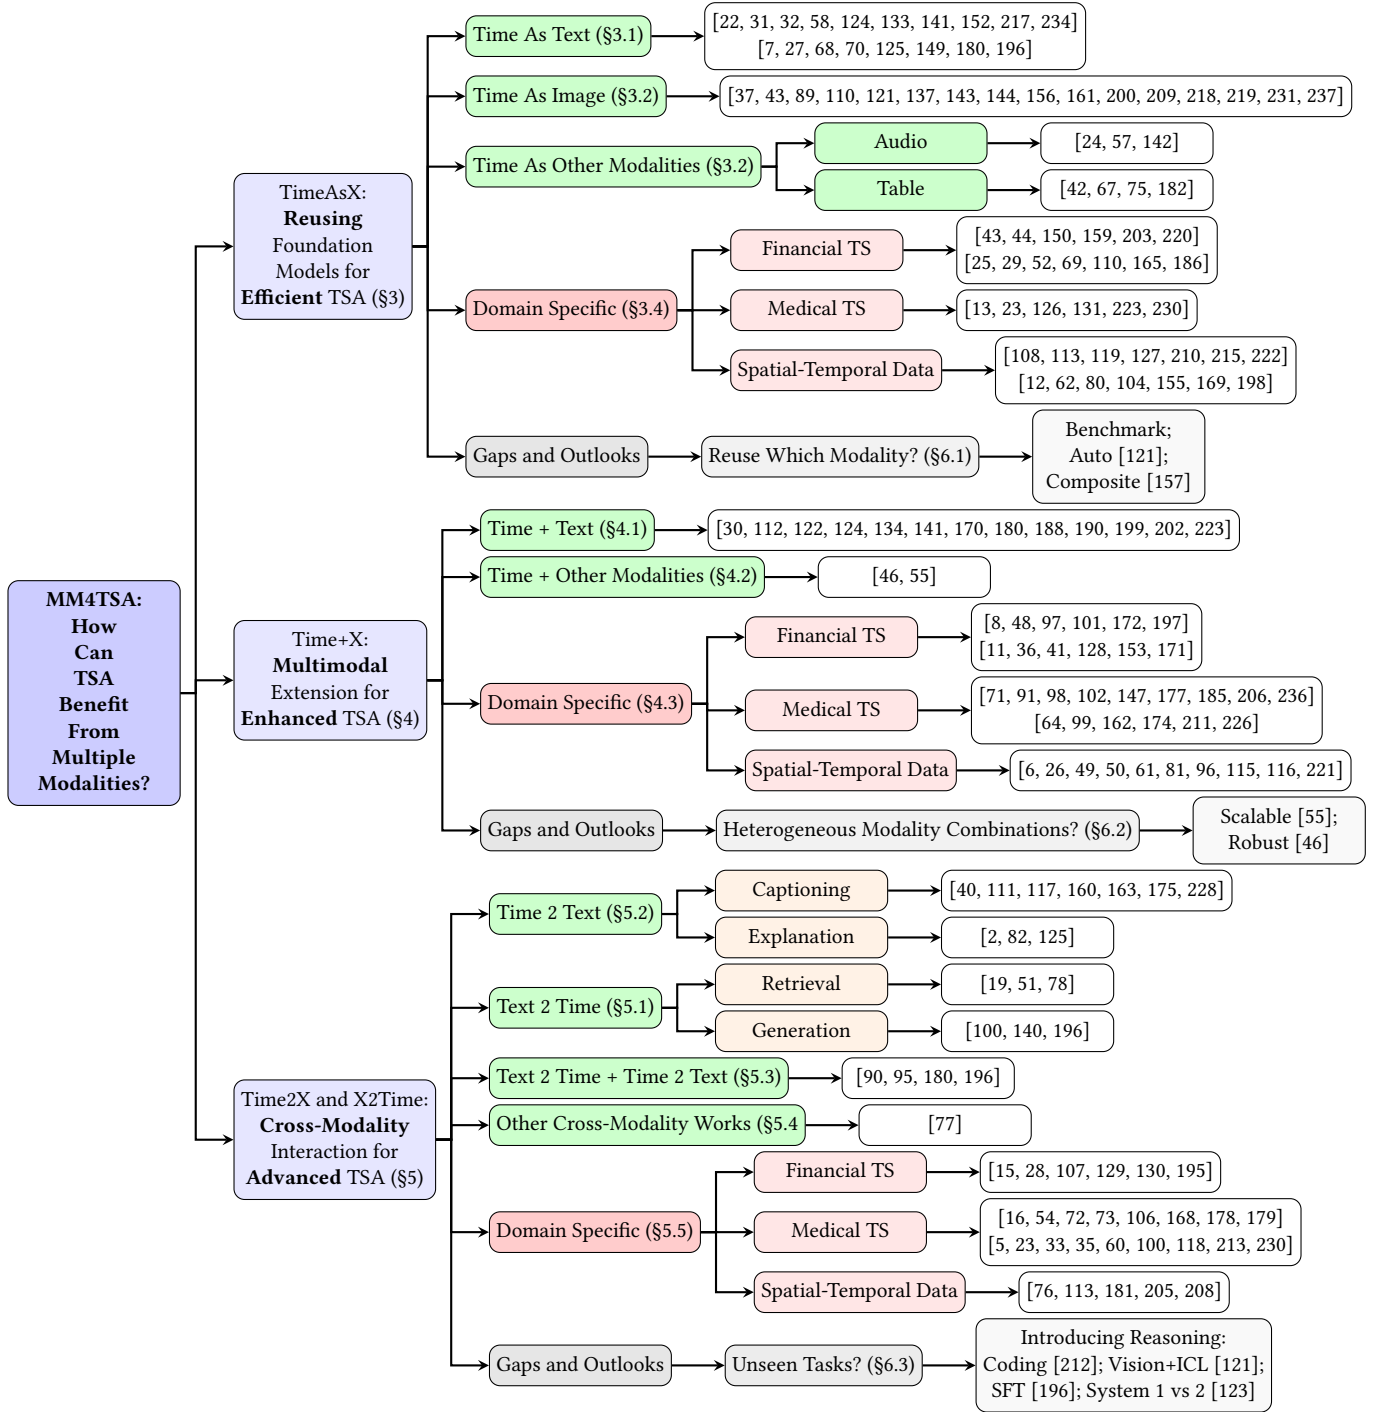 MM4TSA:
How
Can
TSA
Benefit
From
Multiple
Modalities?
TimeAsX:
Reusing
Foundation
Models for
Efficient TSA (§3)
Time As Text (§3.1)
[22, 31, 32, 58, 124, 133, 141, 152, 217, 234]
[7, 27, 68, 70, 125, 149, 180, 196]
Time As Image (§3.2)
[37, 43, 89, 110, 121, 137, 143, 144, 156, 161, 200, 209, 218, 219, 231, 237]
Time As Other Modalities (§3.2)
Audio
[24, 57, 142]
Table
[42, 67, 75, 182]
Domain Specific (§3.4)
Financial TS
[43, 44, 150, 159, 203, 220]
[25, 29, 52, 69, 110, 165, 186]
Medical TS
[13, 23, 126, 131, 223, 230]
Spatial-Temporal Data
[108, 113, 119, 127, 210, 215, 222]
[12, 62, 80, 104, 155, 169, 198]
Gaps and Outlooks
Reuse Which Modality? (§6.1)
Benchmark;
Auto [121];
Composite [157]
Time+X:
Multimodal
Extension for
Enhanced TSA (§4)
Time + Text (§4.1)
[30, 112, 122, 124, 134, 141, 170, 180, 188, 190, 199, 202, 223]
Time + Other Modalities (§4.2)
[46, 55]
Domain Specific (§4.3)
Financial TS
[8, 48, 97, 101, 172, 197]
[11, 36, 41, 128, 153, 171]
Medical TS
[71, 91, 98, 102, 147, 177, 185, 206, 236]
[64, 99, 162, 174, 211, 226]
Spatial-Temporal Data
[6, 26, 49, 50, 61, 81, 96, 115, 116, 221]
Gaps and Outlooks
Heterogeneous Modality Combinations? (§6.2)
Scalable [55];
Robust [46]
Time2X and X2Time:
Cross-Modality
Interaction for
Advanced TSA (§5)
Time 2 Text (§5.2)
Captioning
[40, 111, 117, 160, 163, 175, 228]
Explanation
[2, 82, 125]
Text 2 Time (§5.1)
Retrieval
[19, 51, 78]
Generation
[100, 140, 196]
Text 2 Time + Time 2 Text (§5.3)
[90, 95, 180, 196]
Other Cross-Modality Works (§5.4
[77]
Domain Specific (§5.5)
Financial TS
[15, 28, 107, 129, 130, 195]
Medical TS
[16, 54, 72, 73, 106, 168, 178, 179]
[5, 23, 33, 35, 60, 100, 118, 213, 230]
Spatial-Temporal Data
[76, 113, 181, 205, 208]
Gaps and Outlooks
Unseen Tasks? (§6.3)
Introducing Reasoning:
Coding [212]; Vision+ICL [121];
SFT [196]; System 1 vs 2 [123]